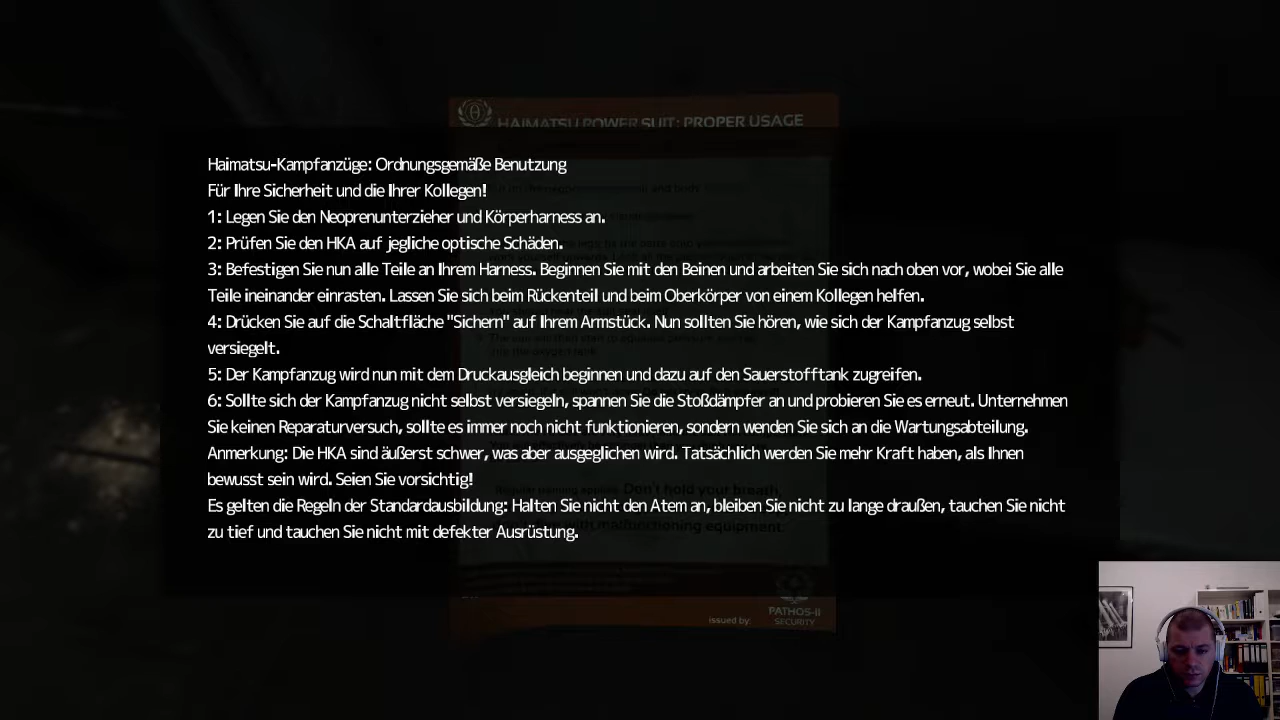 HAIMATSU POWER SUIT: PROPER USAGE
Haimatsu-Kampfanzüge: Ordnungsgemäße Benutzung
Für Ihre Sicherheit und die Ihrer Kollegen!
1: Legen Sie den Neoprenunterzieher und Körperharness an.
2: Prüfen Sie den HKA auf jegliche optische Schäden.
3: Befestigen Sie nun alle Teile an Ihrem Harness. Beginnen Sie mit den Beinen und arbeiten Sie sich nach oben vor, wobei Sie alle
Teile ineinander einrasten. Lassen Sie sich beim Rückenteil und beim Oberkörper von einem Kollegen helfen.
4: Drücken Sie auf die Schaltfläche "Sichern" auf Ihrem Armstück. Nun sollten Sie hören, wie sich der Kampfanzug selbst
versiegelt.
5: Der Kampfanzug wird nun mit dem Druckausgleich beginnen und dazu auf den Sauerstofftank zugreifen.
6: Sollte sich der Kampfanzug nicht selbst versiegeln, spannen Sie die Stoßdämpfer an und probieren Sie es erneut. Unternehmen
Sie keinen Reparaturversuch, sollte es immer noch nicht funktionieren, sondern wenden Sie sich an die Wartungsabteilung.
Anmerkung: Die HKA sind äußerst schwer, was aber ausgeglichen wird. Tatsächlich werden Sie mehr Kraft haben, als Ihnen
bewusst sein wird. Seien Sie vorsichtig!
Don't hold your breath,
Es gelten die Regeln der Standardausbildung: Halten Sie nicht den Atem an, bleiben Sie nicht zu lange draußen, tauchen Sie nicht
zu tief und tauchen Sie nicht mit defekter Ausrüstung.
with malfunctioning equipment.
issued by: PATHOS-II
SECURITY